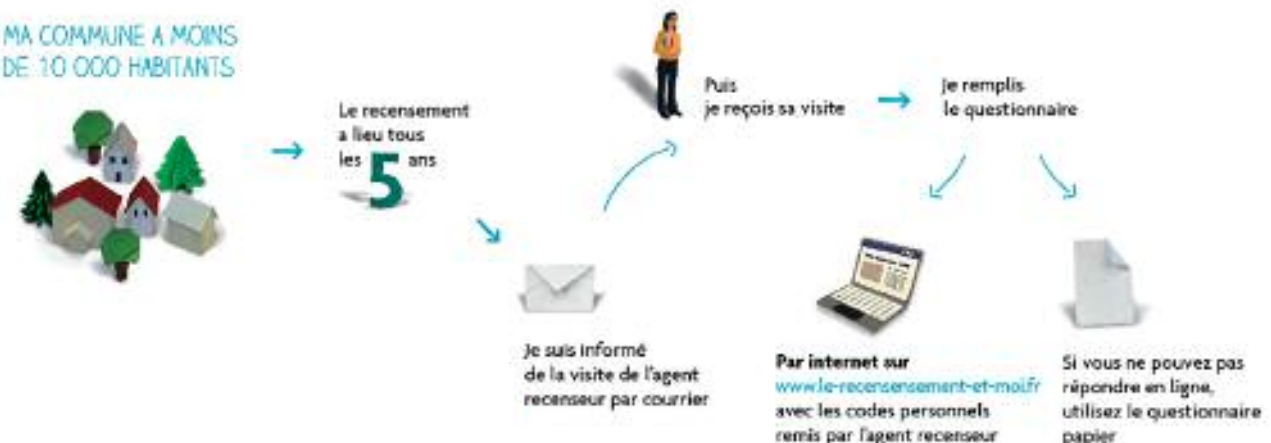 MA COMMUNE A MOINS
DE 10 000 HABITANTS
Le recensement
a lieu tous
les 5 ans
Je suis informé
de la visite de l'agent
recenseur par courrier
Puis
je reçois sa visite
Je remplis
le questionnaire
Par internet sur
www.le-recensensement-et-moi.fr
avec les codes personnels
remis par l'agent recenseur
Si vous ne pouvez pas
répondre en ligne,
utilisez le questionnaire
papier